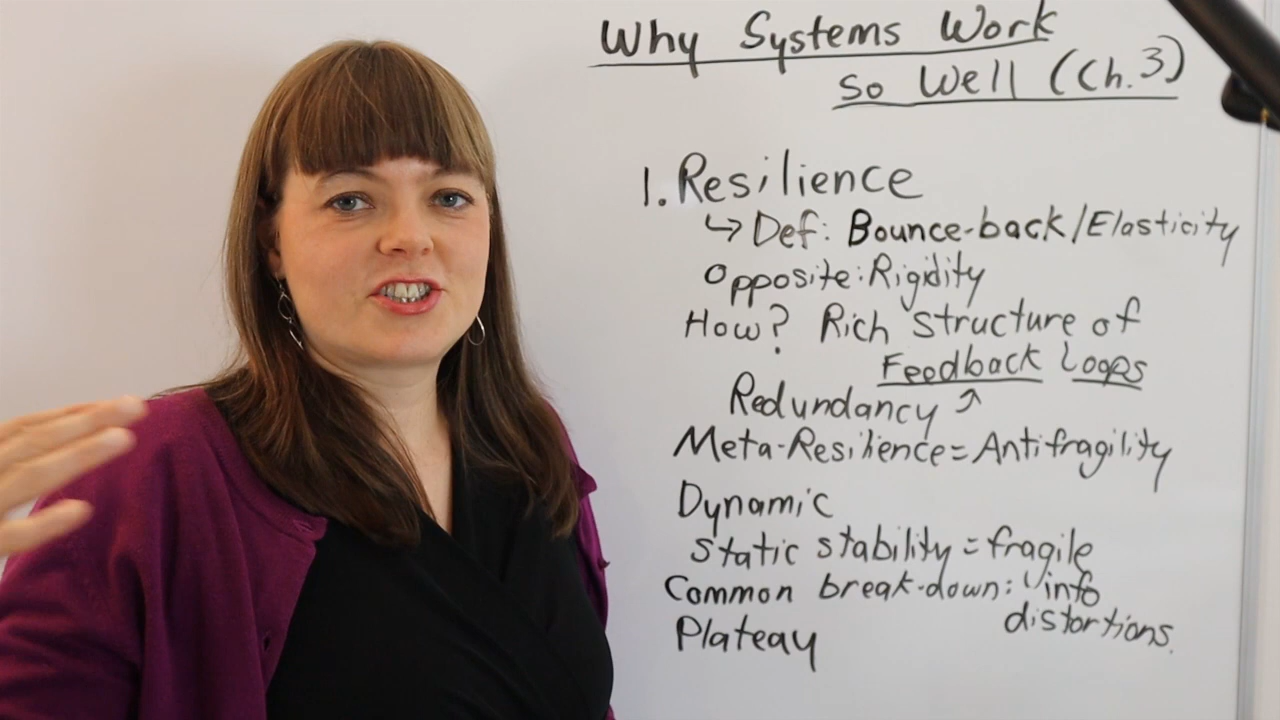 Why Systems Work
So Well (Ch. 3)
1. Resilience
↳ Def: Bounce-back/Elasticity
Opposite: Rigidity
How? Rich structure of
Feedback Loops
Redundancy ↗
Meta-Resilience = Antifragility
Dynamic
Static stability = fragile
Common break-down: info
distortions.
Plateay